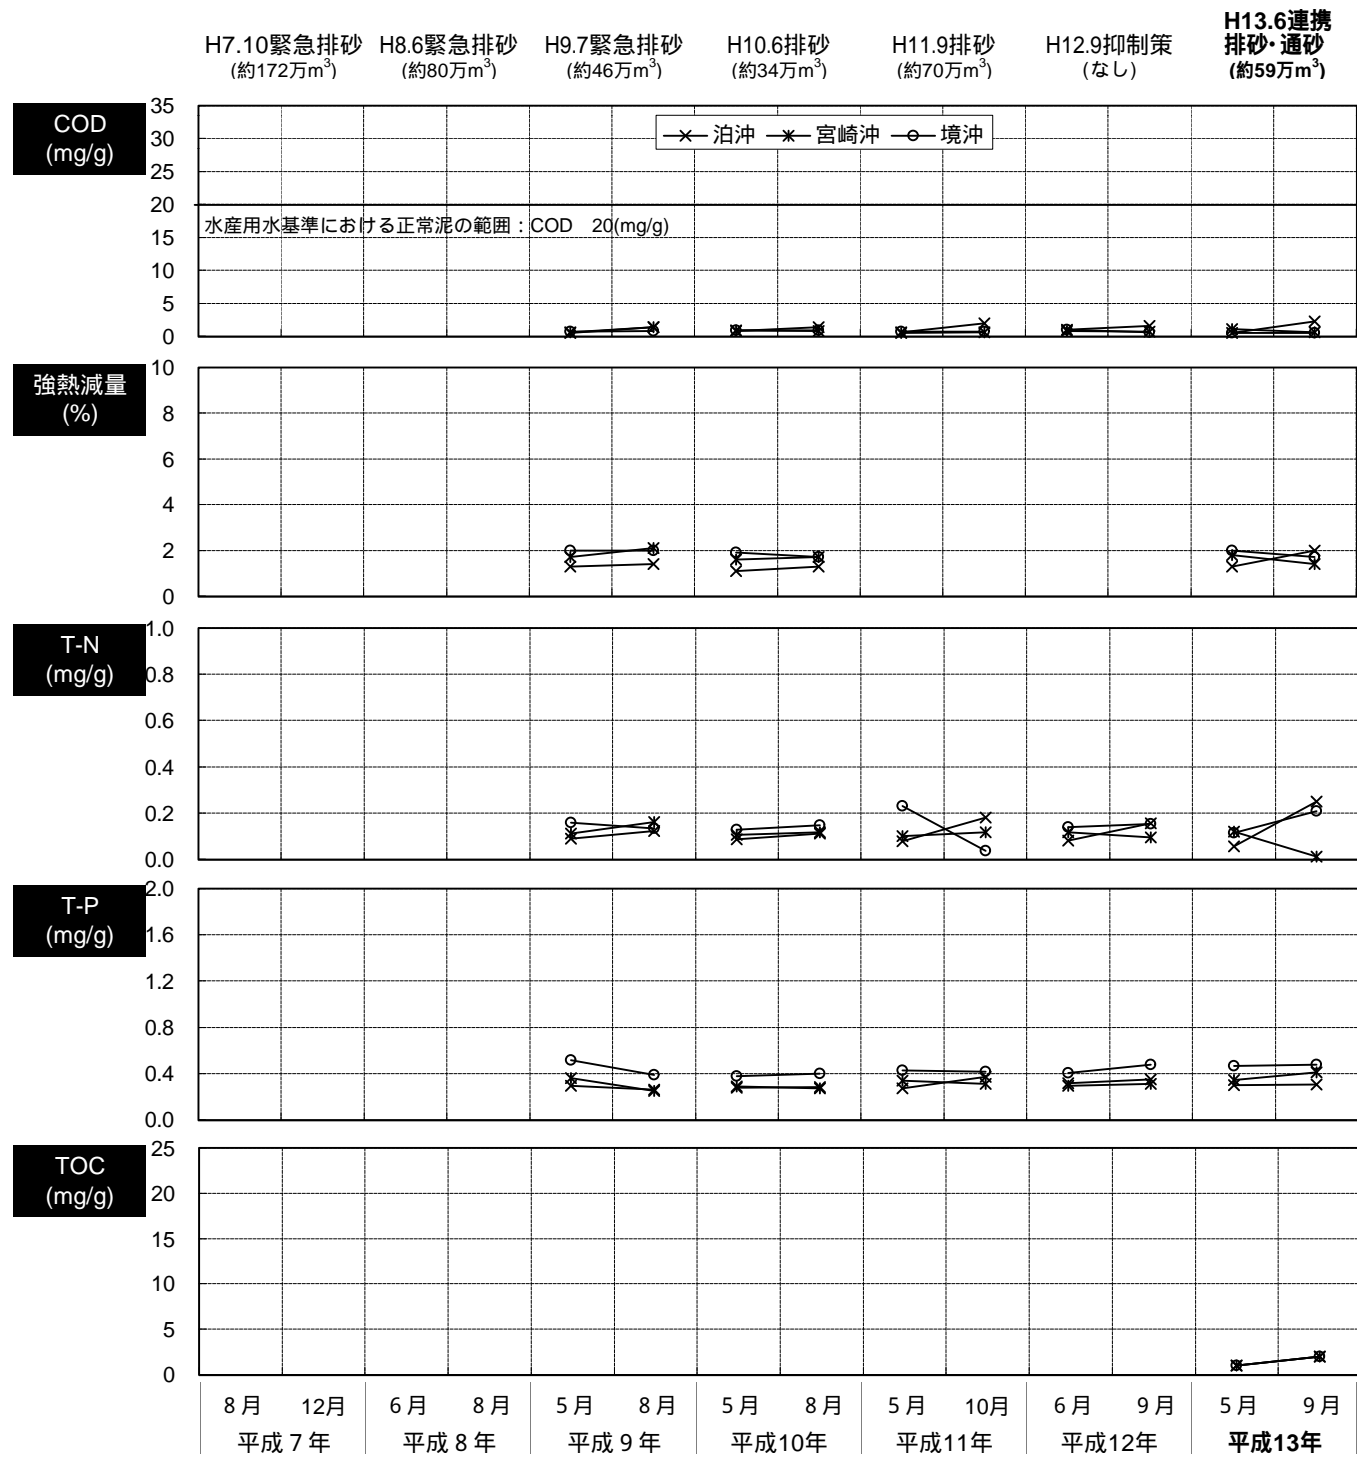 H7.10緊急排砂 H8.6緊急排砂 H9.7緊急排砂 H10.6排砂 H11.9排砂 H12.9抑制策 H13.6連携排砂・通砂
(約172万m³) (約80万m³) (約46万m³) (約34万m³) (約70万m³) (なし) (約59万m³)
COD
(mg/g)
35
30
25
20
15
10
5
0
泊沖 宮崎沖 境沖
水産用水基準における正常泥の範囲：COD 20(mg/g)
強熱減量
(%)
10
8
6
4
2
0
T-N
(mg/g)
1.0
0.8
0.6
0.4
0.2
0.0
T-P
(mg/g)
2.0
1.6
1.2
0.8
0.4
0.0
TOC
(mg/g)
25
20
15
10
5
0
8月 12月 6月 8月 5月 8月 5月 8月 5月 10月 6月 9月 5月 9月
平成7年 平成8年 平成9年 平成10年 平成11年 平成12年 平成13年